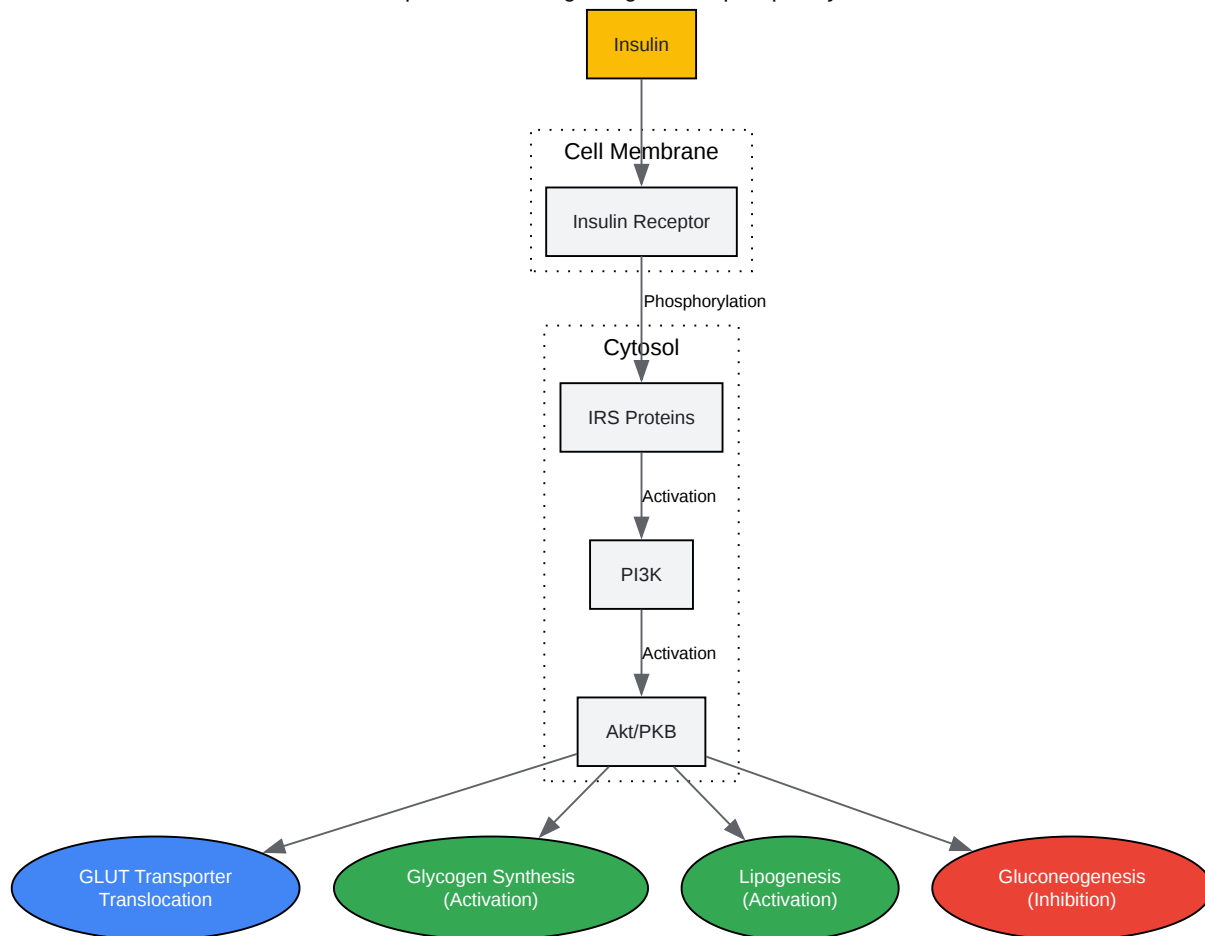 Insulin
Cell Membrane
Insulin Receptor
Phosphorylation
Cytosol
IRS Proteins
Activation
PI3K
Activation
Akt/PKB
GLUT Transporter
Translocation
Glycogen Synthesis
(Activation)
Lipogenesis
(Activation)
Gluconeogenesis
(Inhibition)